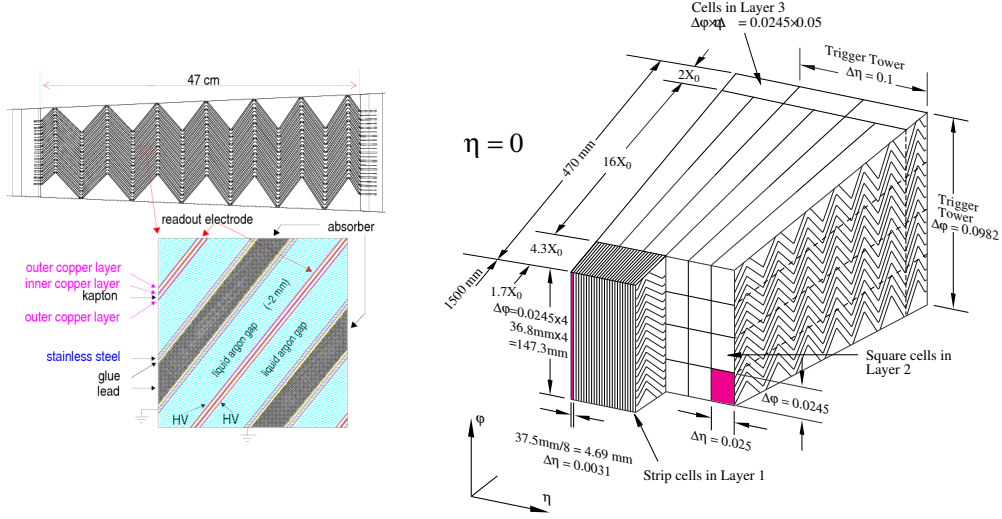 47 cm
readout electrode
absorber
outer copper layer
inner copper layer
kapton
outer copper layer
stainless steel
glue
lead
liquid argon gap
(~2 mm)
liquid argon gap
HV
HV
Cells in Layer 3
Δφ×Δη = 0.0245×0.05
Trigger Tower
Δη = 0.1
2X0
η = 0
470 mm
16X0
Trigger
Tower
Δφ = 0.0982
4.3X0
1500 mm
1.7X0
Δφ=0.0245x4
36.8mmx4
=147.3mm
Square cells in
Layer 2
Δφ = 0.0245
Δη = 0.025
37.5mm/8 = 4.69 mm
Δη = 0.0031
Strip cells in Layer 1
φ
η